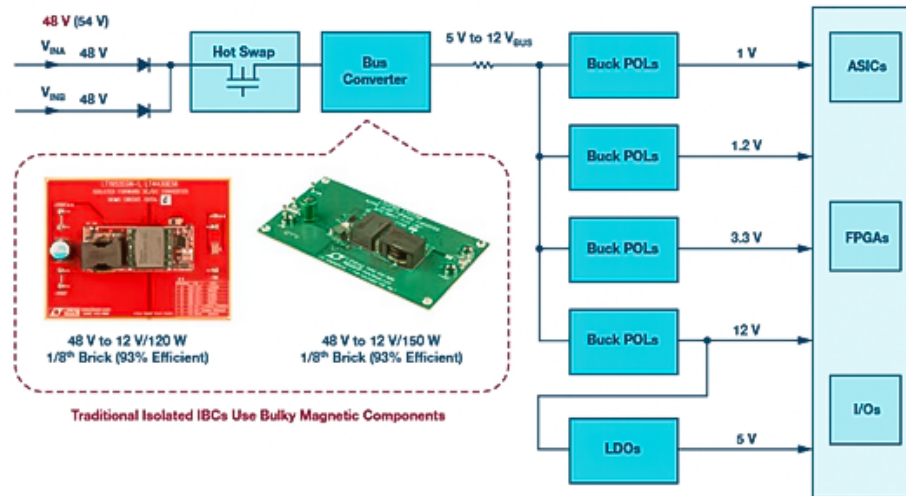 48 V (54 V)
VINA 48 V
VINB 48 V
Hot Swap
Bus
Converter
5 V to 12 VBUS
Buck POLs
1 V
ASICs
Buck POLs
1.2 V
Buck POLs
3.3 V
FPGAs
Buck POLs
12 V
LDOs
5 V
I/Os
48 V to 12 V/120 W
1/8th Brick (93% Efficient)
48 V to 12 V/150 W
1/8th Brick (93% Efficient)
Traditional Isolated IBCs Use Bulky Magnetic Components